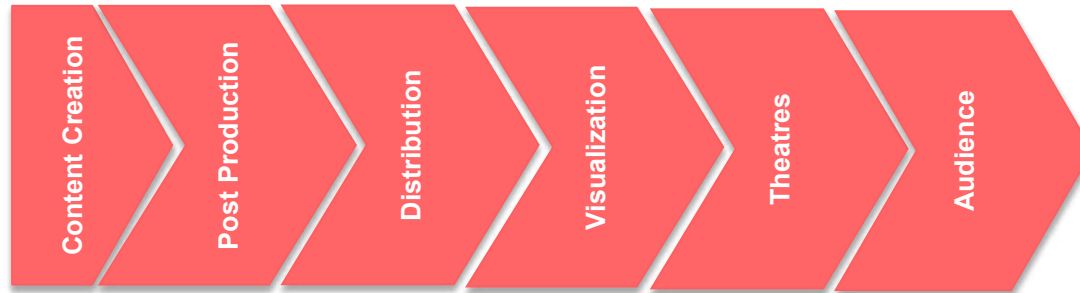 Content Creation
Post Production
Distribution
Visualization
Theatres
Audience